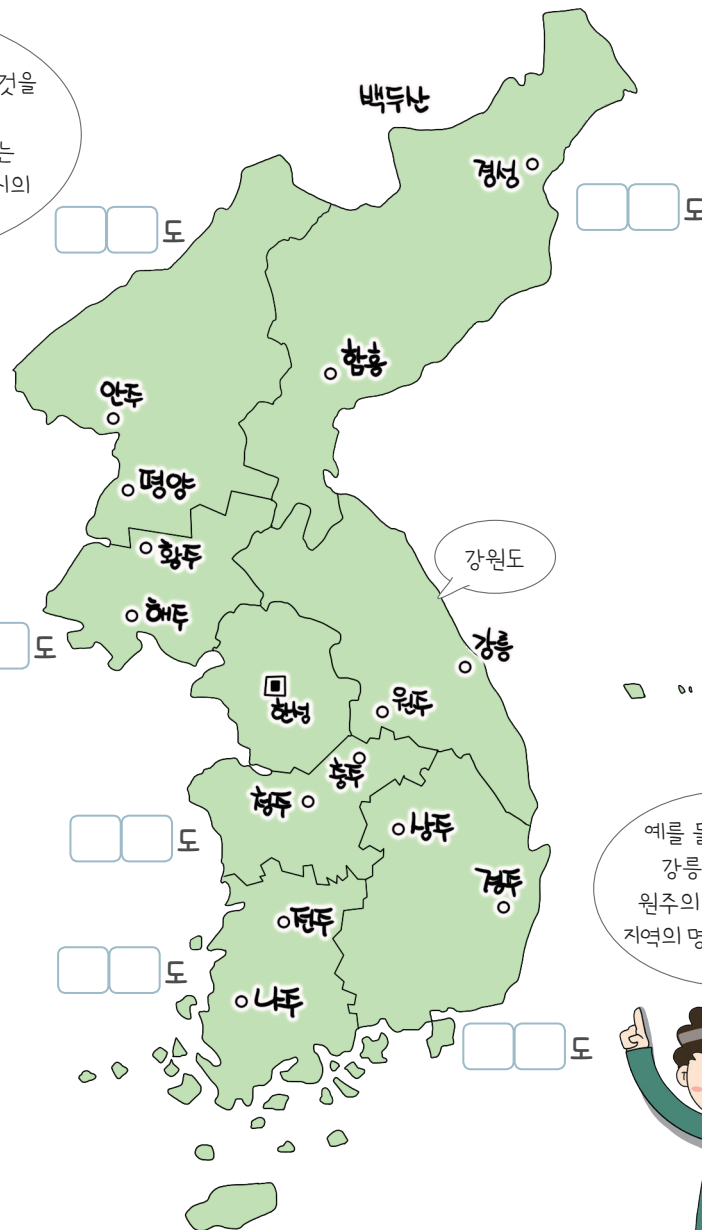 것을
는
시의
백두산
경성
도
도
함흥
안주
평양
황주
강원도
해주
도
강릉
한성
원주
충주
청주
상주
도
예를 들
강릉
원주의
지역의 명
경주
전주
도
나주
도